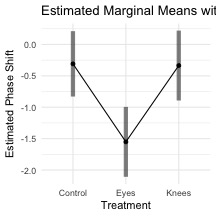 Estimated Marginal Means wit
Estimated Phase Shift
0.0
-0.5
-1.0
-1.5
-2.0
Control Eyes Knees
Treatment